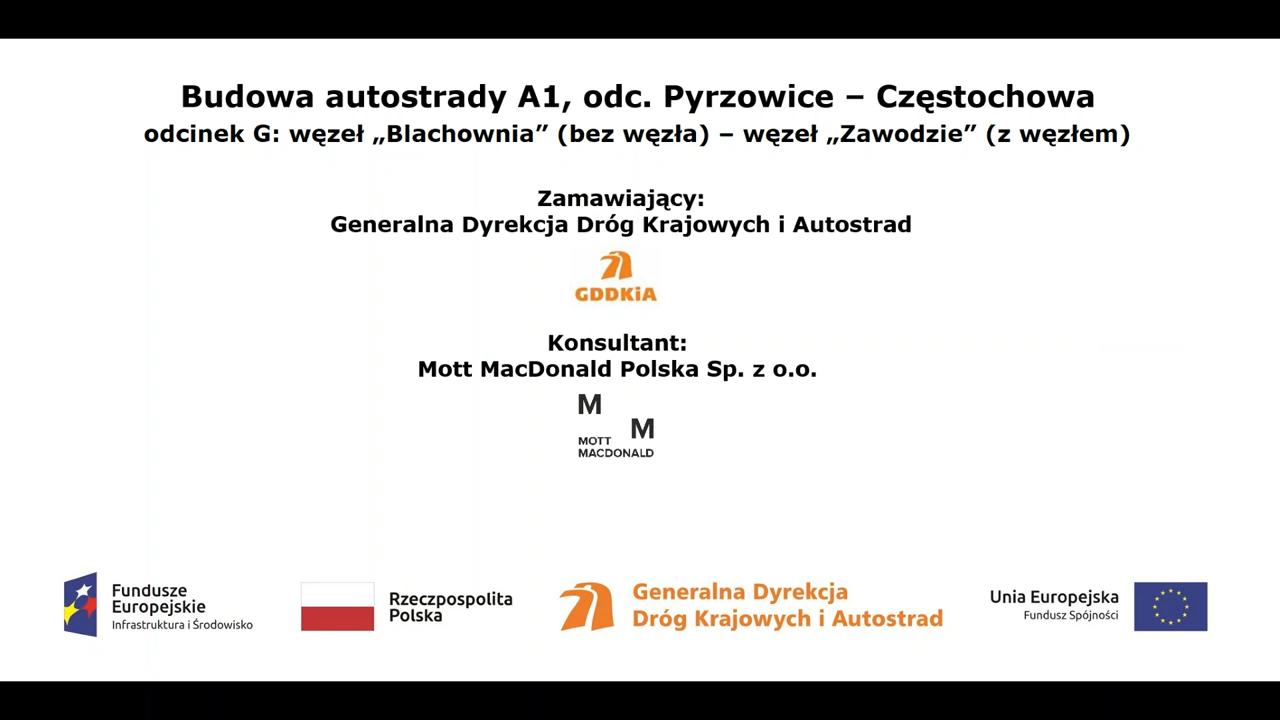 Budowa autostrady A1, odc. Pyrzowice – Częstochowa
odcinek G: węzeł „Blachownia” (bez węzła) – węzeł „Zawodzie” (z węzłem)
Zamawiający:
Generalna Dyrekcja Dróg Krajowych i Autostrad
GDDKiA
Konsultant:
Mott MacDonald Polska Sp. z o.o.
M
M
MOTT
MACDONALD
Fundusze
Europejskie
Infrastruktura i Środowisko
Rzeczpospolita
Polska
Generalna Dyrekcja
Dróg Krajowych i Autostrad
Unia Europejska
Fundusz Spójności